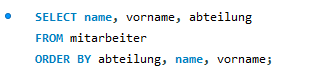 SELECT name, vorname, abteilung
FROM mitarbeiter
ORDER BY abteilung, name, vorname;